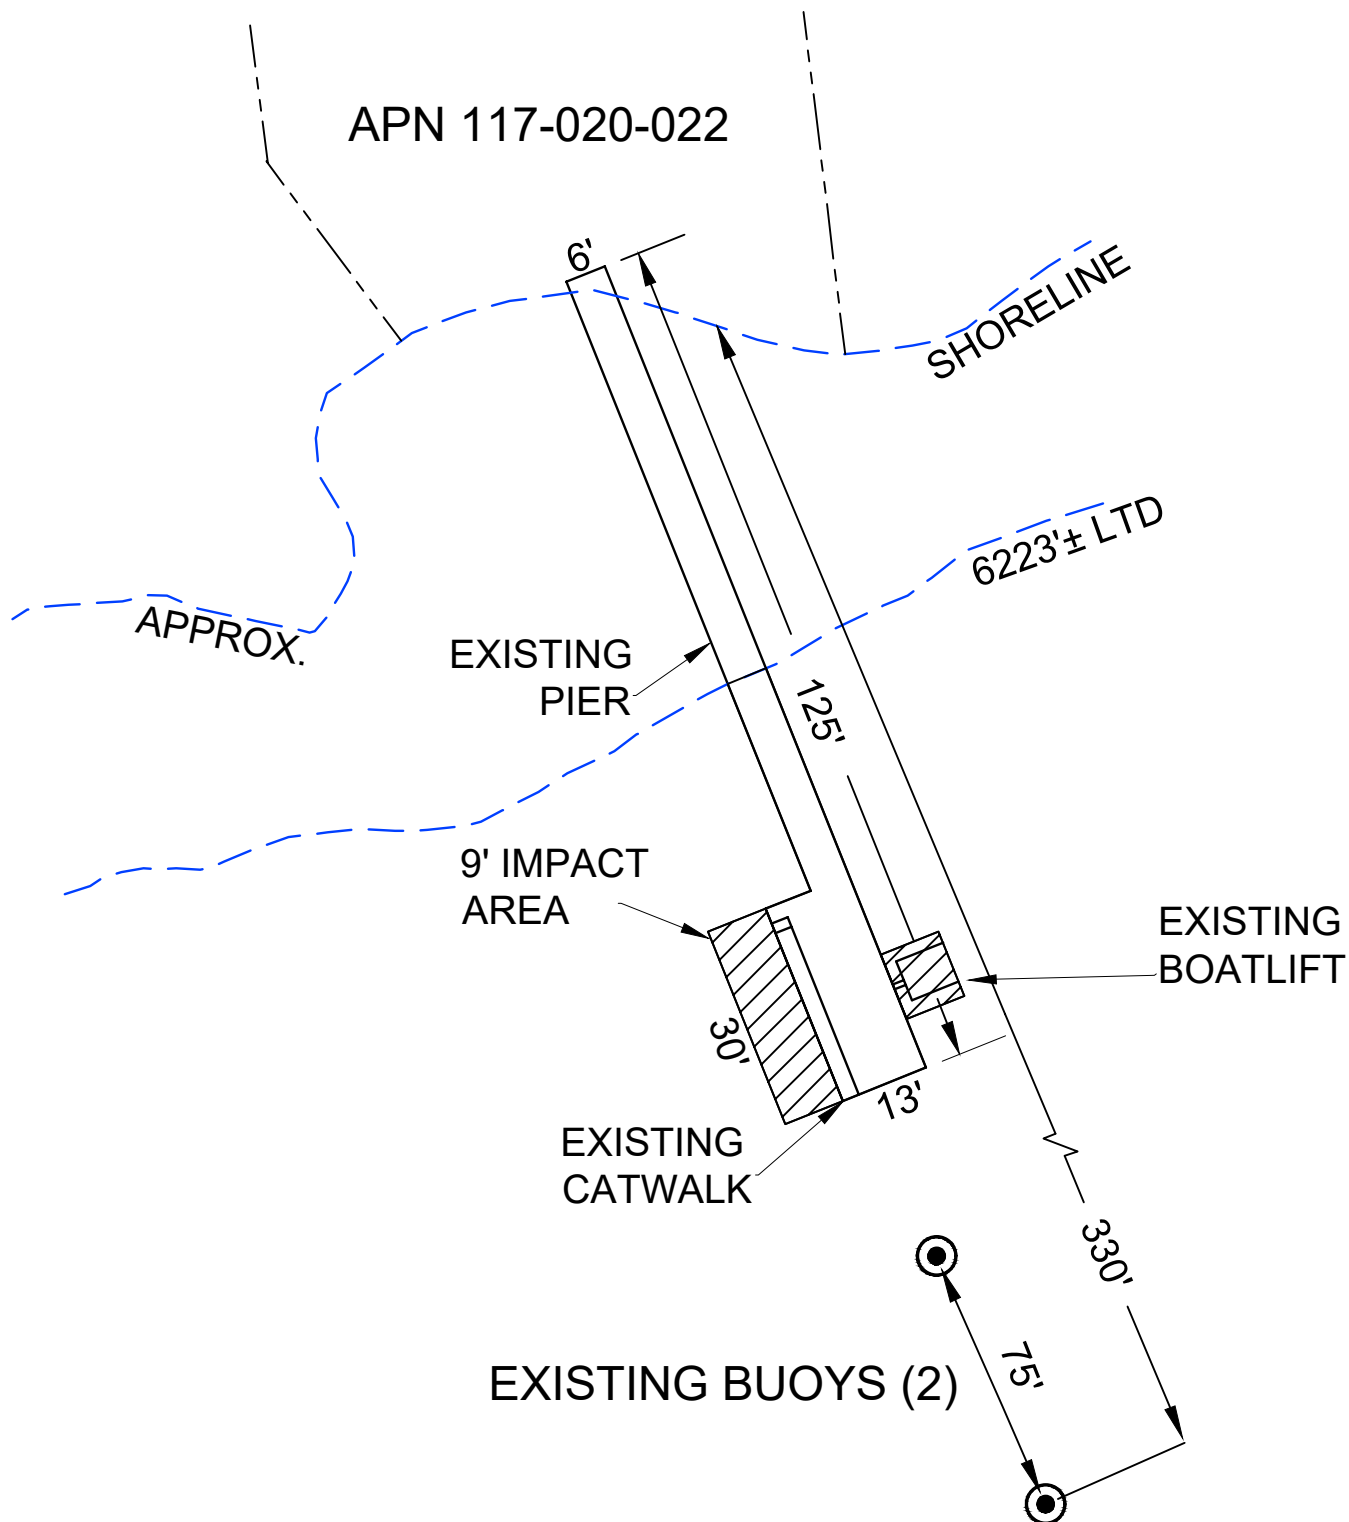 APN 117-020-022
6'
SHORELINE
6223'± LTD
APPROX.
EXISTING
PIER
125'
9' IMPACT
AREA
EXISTING
BOATLIFT
30'
13'
EXISTING
CATWALK
330'
75'
EXISTING BUOYS (2)